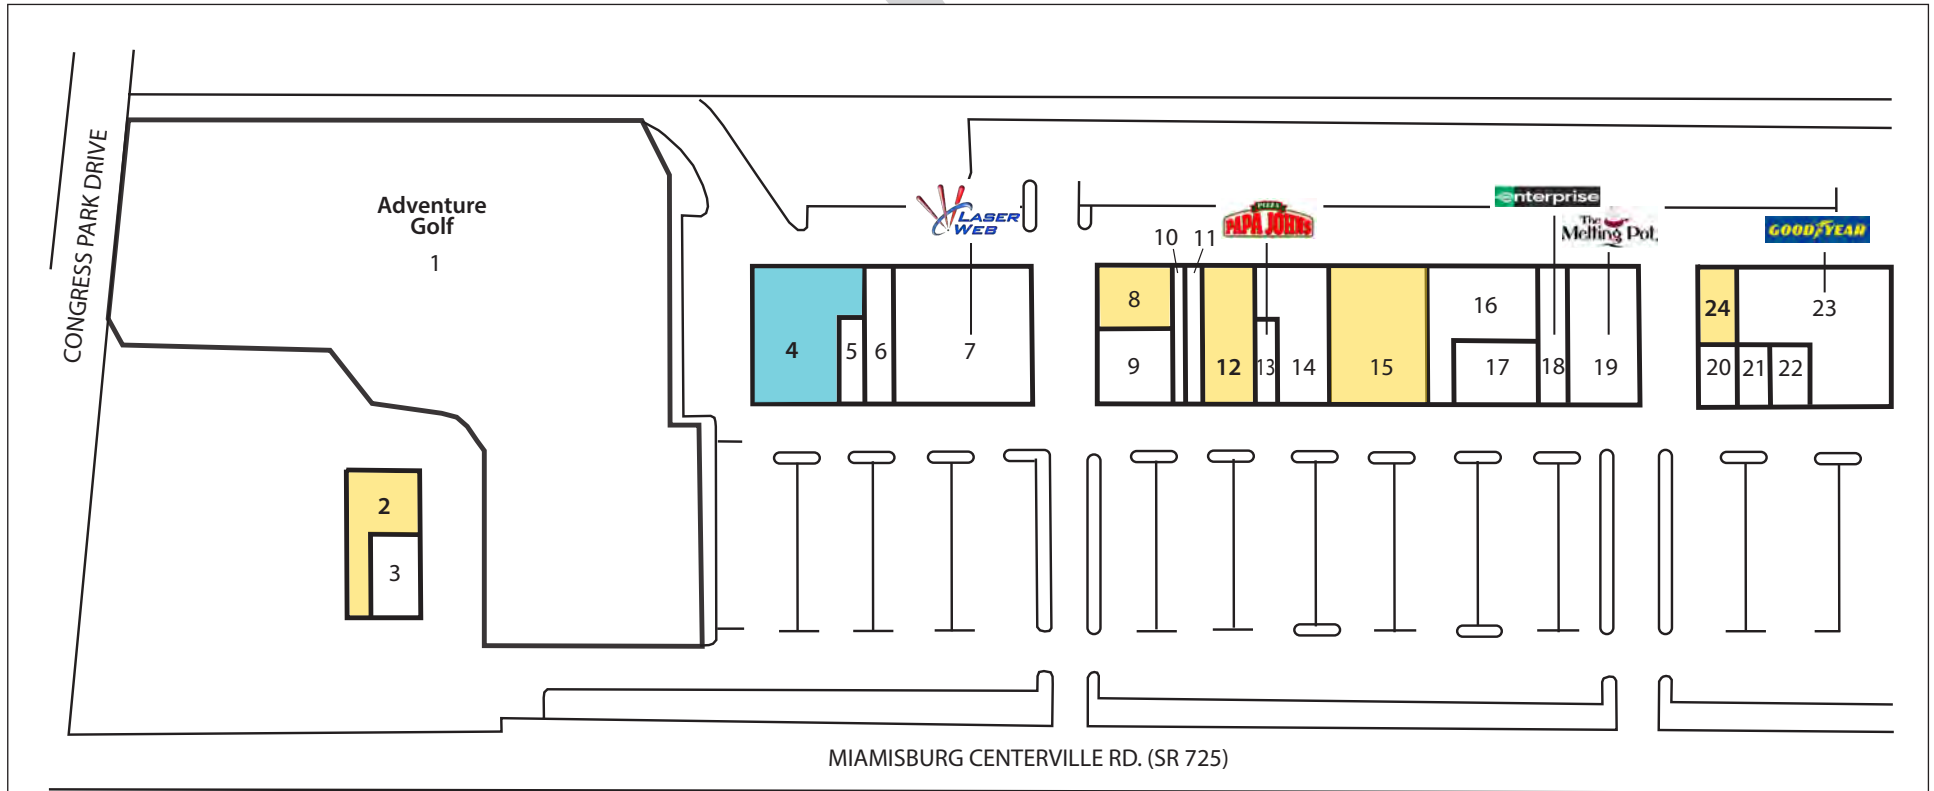 CONGRESS PARK DRIVE
Adventure
Golf
1
2
3
LASER
WEB
PAPA JOHNS
enterprise
The
Melting Pot
GOODYEAR
10
11
4
5
6
7
8
9
12
13
14
15
16
17
18
19
24
23
20
21
22
MIAMISBURG CENTERVILLE RD. (SR 725)